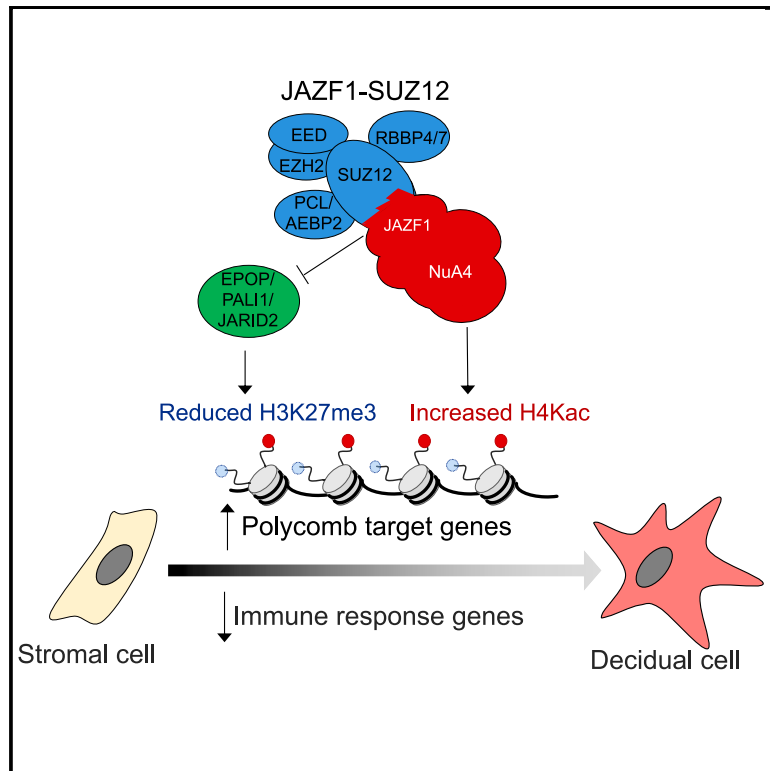 JAZF1-SUZ12
EED
EZH2
RBBP4/7
SUZ12
PCL/
AEBP2
JAZF1
NuA4
EPOP/
PALI1/
JARID2
Reduced H3K27me3
Increased H4Kac
Polycomb target genes
Immune response genes
Stromal cell
Decidual cell